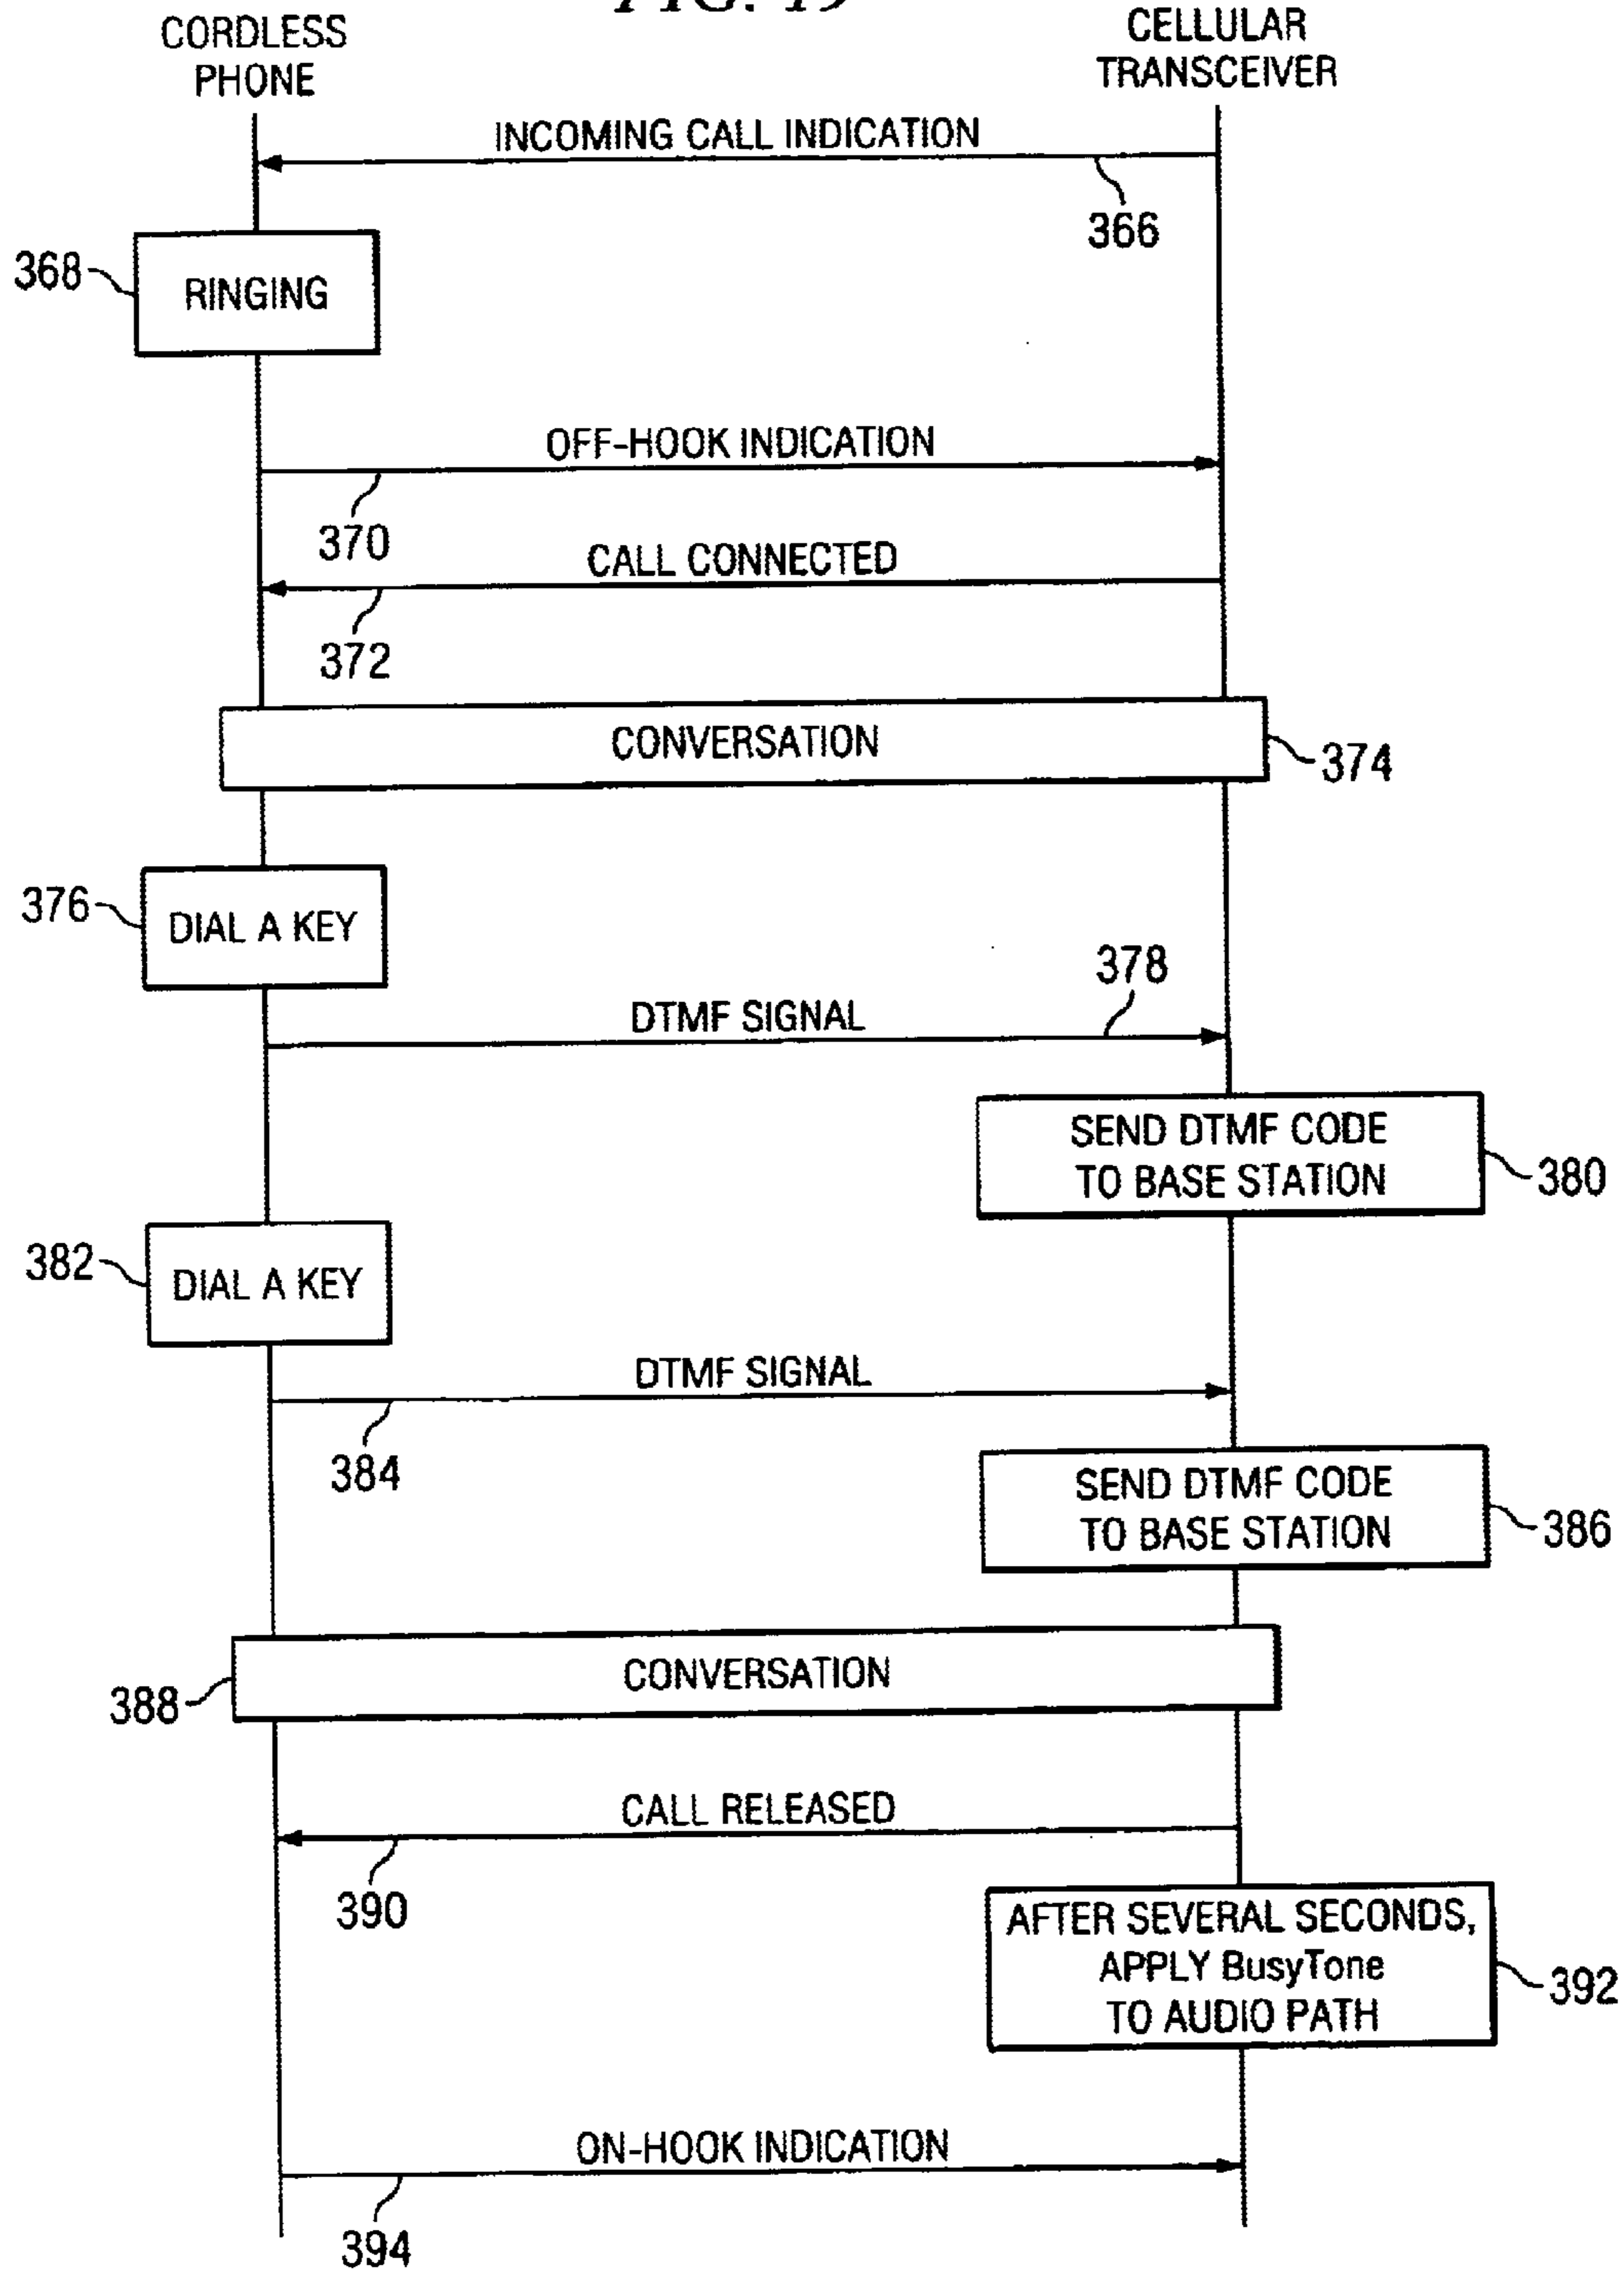 CORDLESS
PHONE
CELLULAR
TRANSCEIVER
INCOMING CALL INDICATION
366
368
RINGING
OFF-HOOK INDICATION
370
CALL CONNECTED
372
CONVERSATION
374
376
DIAL A KEY
378
DTMF SIGNAL
SEND DTMF CODE
TO BASE STATION
380
382
DIAL A KEY
DTMF SIGNAL
384
SEND DTMF CODE
TO BASE STATION
386
CONVERSATION
388
CALL RELEASED
390
AFTER SEVERAL SECONDS,
APPLY BusyTone
TO AUDIO PATH
392
ON-HOOK INDICATION
394